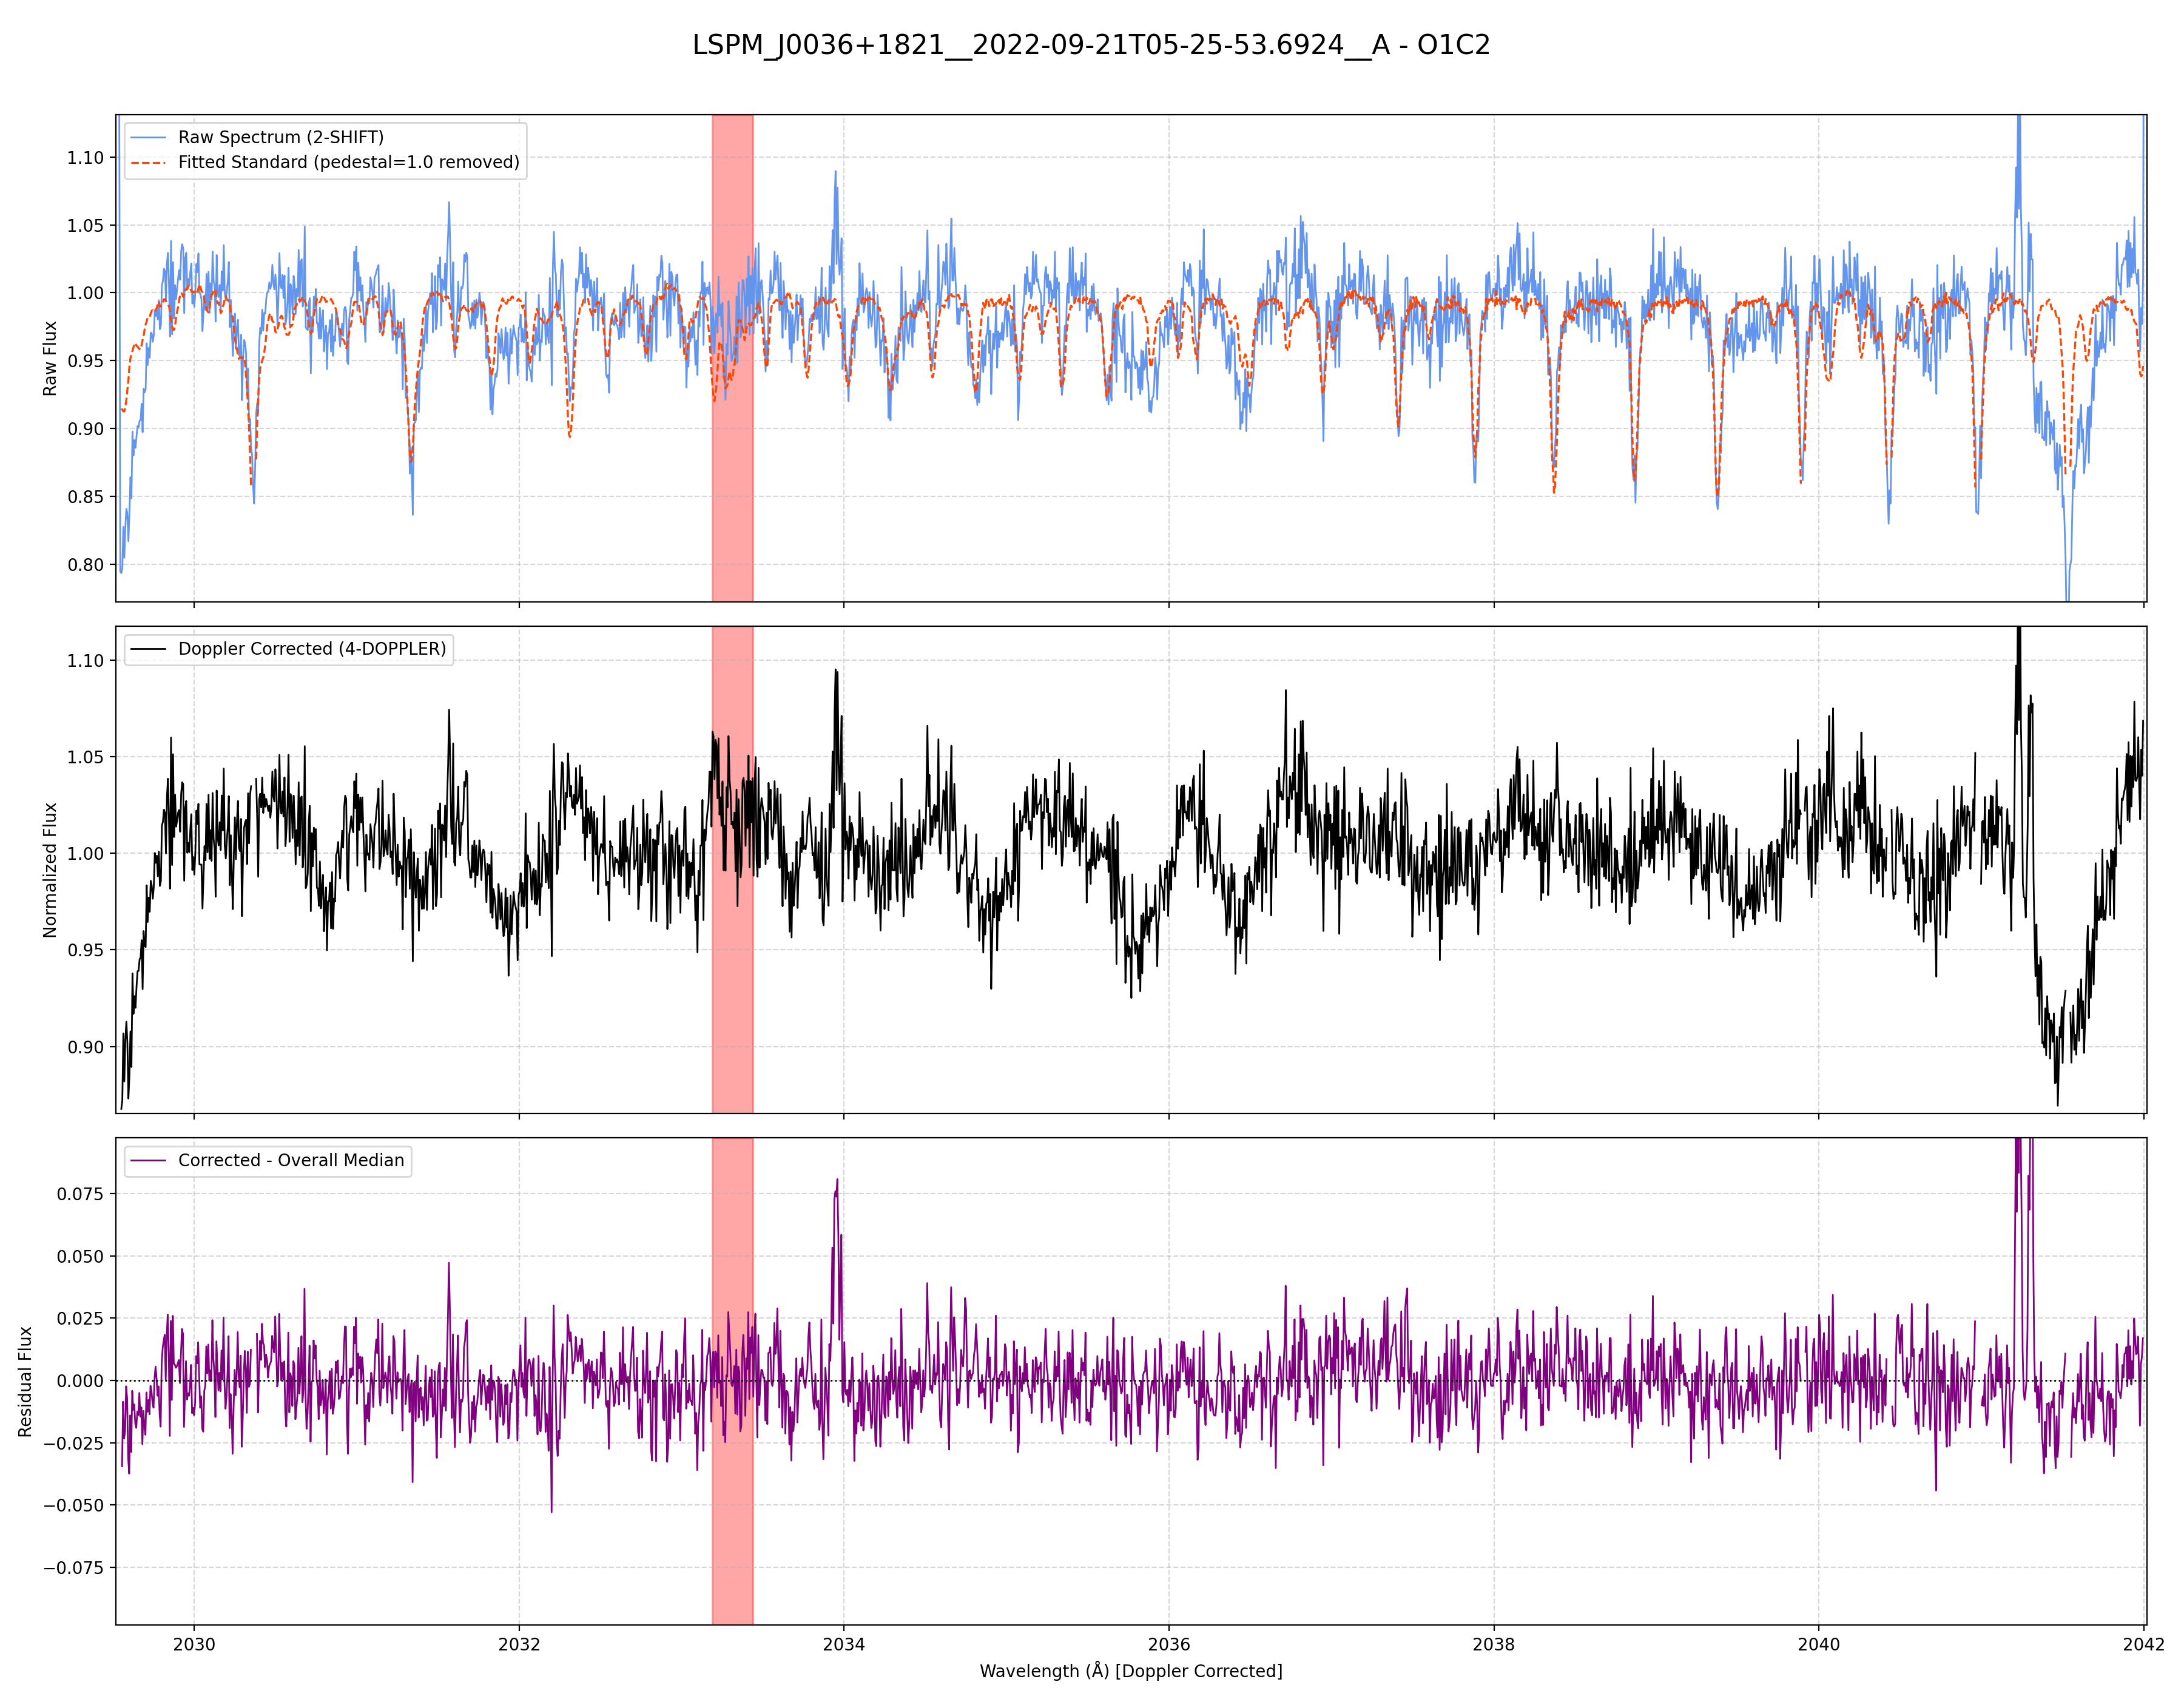 LSPM_J0036+1821__2022-09-21T05-25-53.6924__A - O1C2
Raw Spectrum (2-SHIFT)
Fitted Standard (pedestal=1.0 removed)
1.10
1.05
1.00
0.95
0.90
0.85
0.80
Raw Flux
Doppler Corrected (4-DOPPLER)
1.10
1.05
1.00
0.95
0.90
Normalized Flux
Corrected - Overall Median
0.075
0.050
0.025
0.000
−0.025
−0.050
−0.075
Residual Flux
2030 2032 2034 2036 2038 2040 2042
Wavelength (Å) [Doppler Corrected]